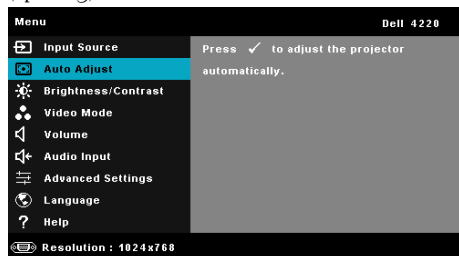 Menu Dell 4220
Input Source
Auto Adjust
Brightness/Contrast
Video Mode
Volume
Audio Input
Advanced Settings
Language
Help
Press ✓ to adjust the projector
automatically.
Resolution : 1024x768